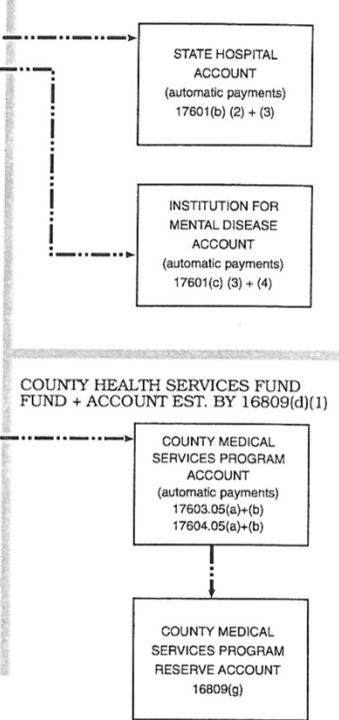 STATE HOSPITAL
ACCOUNT
(automatic payments)
17601(b) (2) + (3)
INSTITUTION FOR
MENTAL DISEASE
ACCOUNT
(automatic payments)
17601(c) (3) + (4)
COUNTY HEALTH SERVICES FUND
FUND + ACCOUNT EST. BY 16809(d)(1)
COUNTY MEDICAL
SERVICES PROGRAM
ACCOUNT
(automatic payments)
17603.05(a)+(b)
17604.05(a)+(b)
COUNTY MEDICAL
SERVICES PROGRAM
RESERVE ACCOUNT
16809(g)